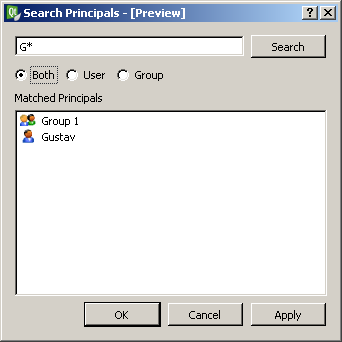 Search Principals - [Preview]
G*
Search
Both User Group
Matched Principals
Group 1
Gustav
OK Cancel Apply